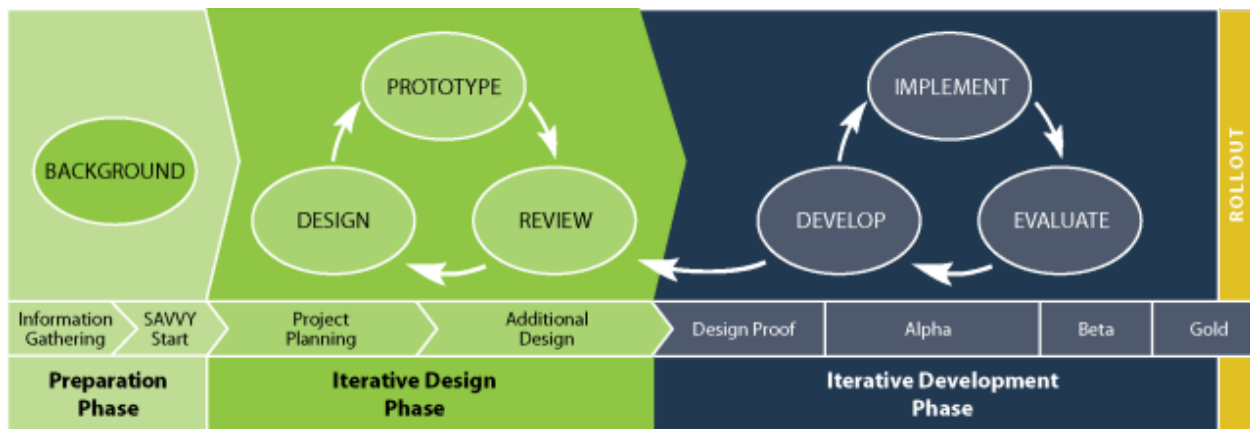 PROTOTYPE
BACKGROUND
DESIGN
REVIEW
IMPLEMENT
DEVELOP
EVALUATE
ROLLOUT
Information
Gathering
SAVVY
Start
Project
Planning
Additional
Design
Design Proof
Alpha
Beta
Gold
Preparation
Phase
Iterative Design
Phase
Iterative Development
Phase